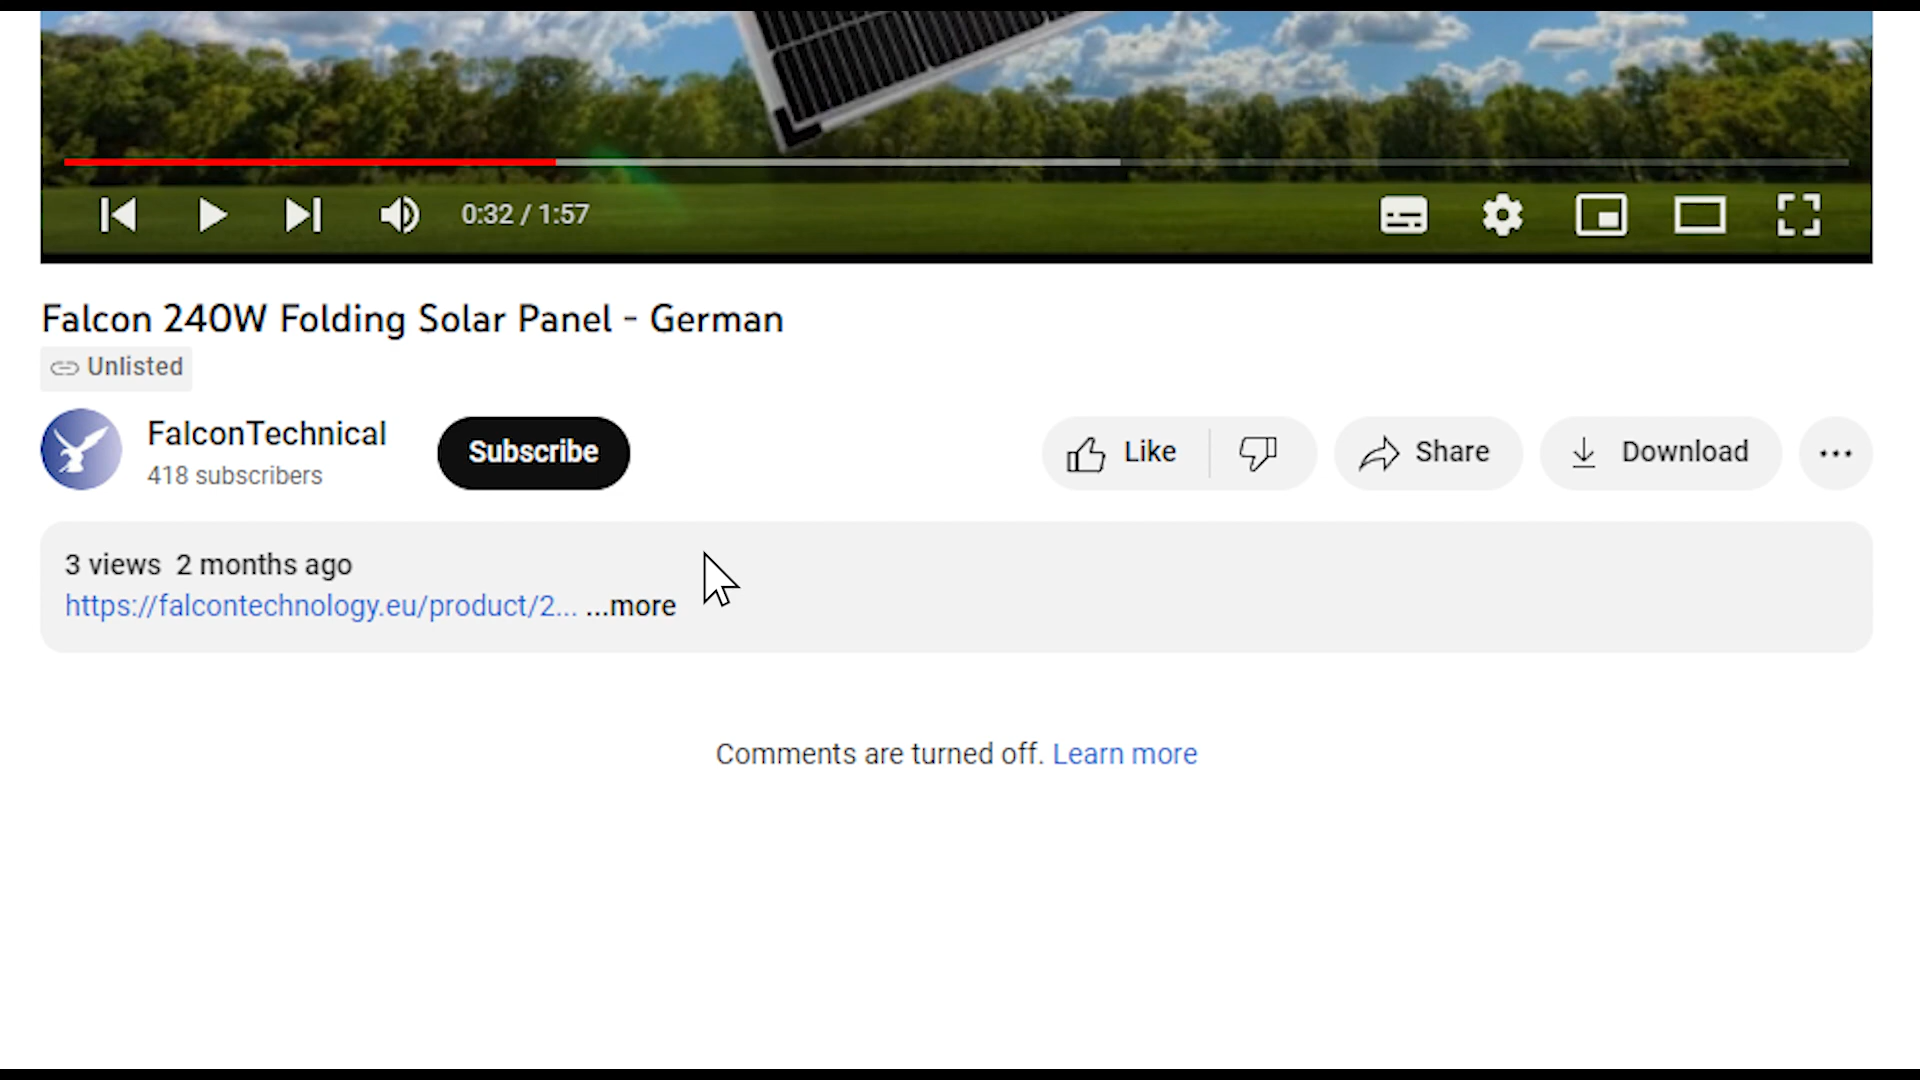 0:32 / 1:57
Falcon 240W Folding Solar Panel - German
Unlisted
FalconTechnical
418 subscribers
Subscribe
Like
Share
Download
3 views 2 months ago
https://falcontechnology.eu/product/2... ...more
Comments are turned off. Learn more